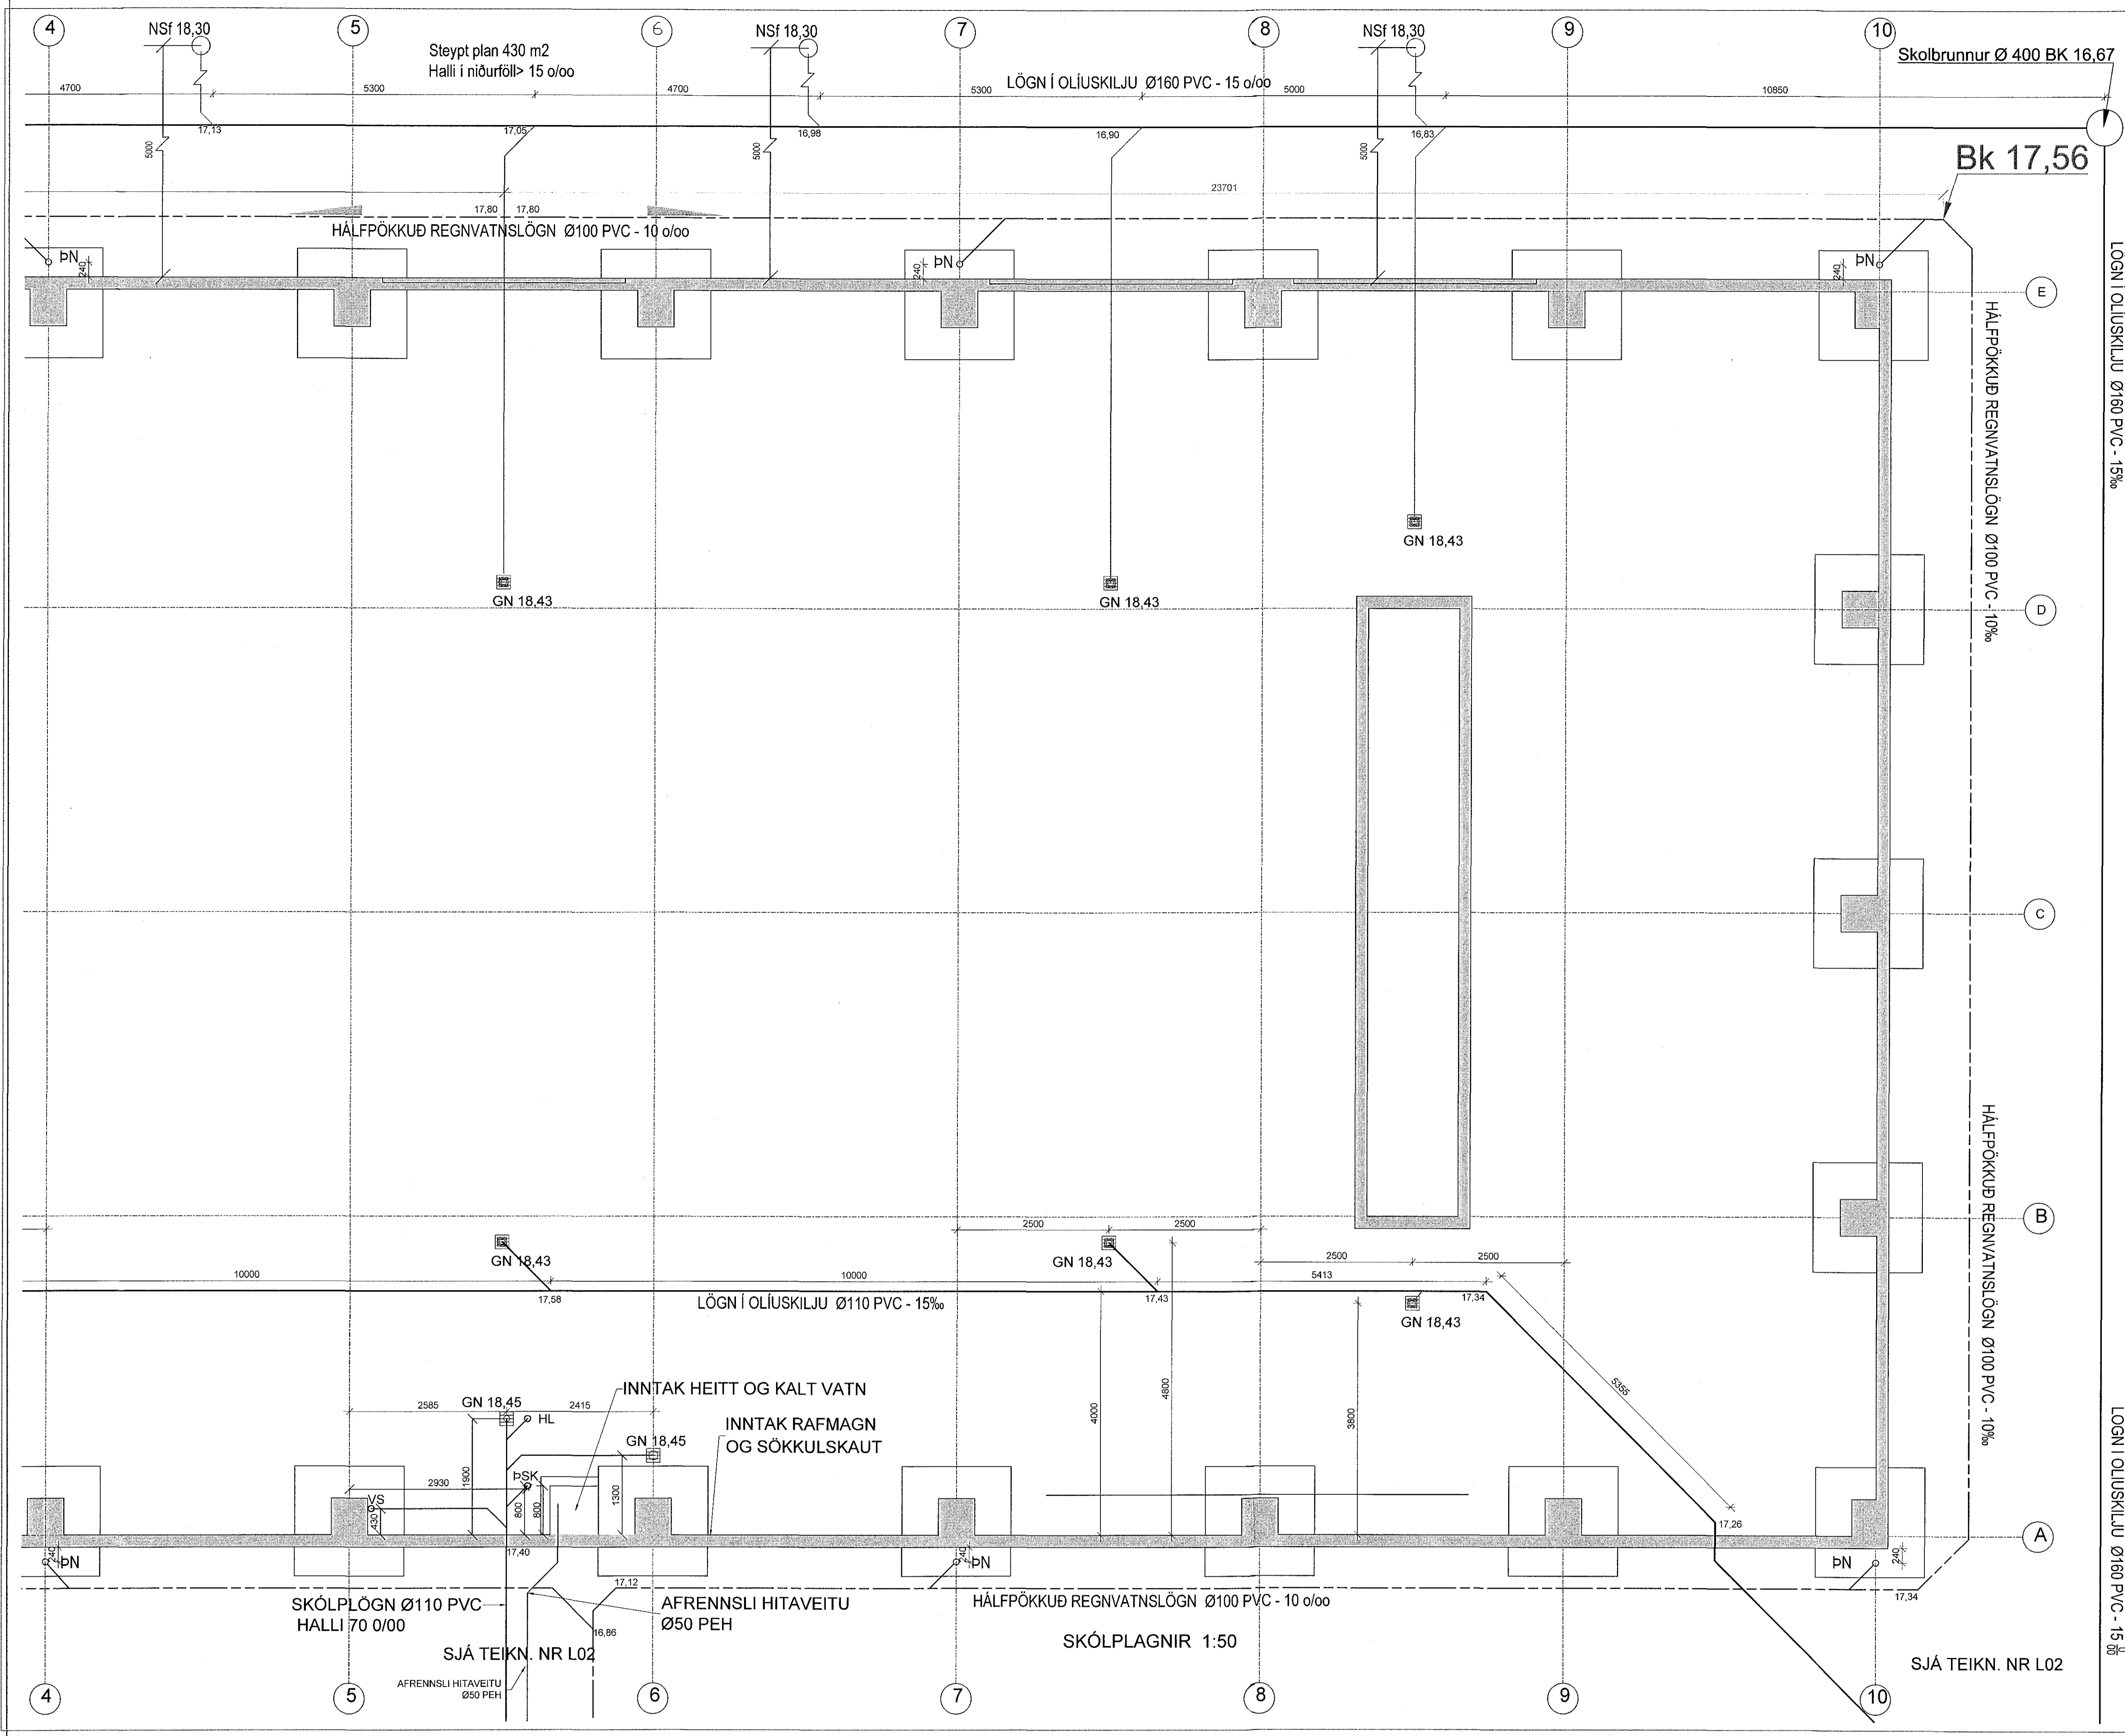 4 5 6 7 8 9 10
NSf 18,30 NSf 18,30 NSf 18,30
Steypt plan 430 m2
Halli í niðurföll> 15 o/oo
Skolbrunnur Ø 400 BK 16,67
LÖGN Í OLÍUSKILJU Ø160 PVC - 15 o/oo
4700 5300 4700 5300 5000 10850
17,13 17,05 16,98 16,90 16,83
5000 5000 5000
Bk 17,56
23701
17,80 17,80
HÁLFPÖKKUÐ REGNVATNSLÖGN Ø100 PVC - 10 o/oo
ÞN 240 ÞN 240 ÞN 240
E
LÖGN Í OLÍUSKILJU Ø160 PVC - 15‰
HÁLFPÖKKUÐ REGNVATNSLÖGN Ø100 PVC - 10‰
GN 18,43
GN 18,43 GN 18,43
D
C
B
2500 2500
GN 18,43 GN 18,43
2500 2500
10000 10000 5413
17,58 17,43 17,34
LÖGN Í OLÍUSKILJU Ø110 PVC - 15‰
GN 18,43
5355
4000 4800 3800
HÁLFPÖKKUÐ REGNVATNSLÖGN Ø100 PVC - 10‰
INNTAK HEITT OG KALT VATN
2585 GN 18,45 2415
HL
INNTAK RAFMAGN
OG SÖKKULSKAUT
GN 18,45
1900 1300
2930 ÞSK
VS
430 800 800
17,26
A
LÖGN Í OLÍUSKILJU Ø160 PVC - 15 0/00
240 ÞN 17,40 240 ÞN ÞN 240
17,12
17,34
SKÓLPLÖGN Ø110 PVC
HALLI 70 0/00
AFRENNSLI HITAVEITU
Ø50 PEH
HÁLFPÖKKUÐ REGNVATNSLÖGN Ø100 PVC - 10 o/oo
16,86
SKÓLPLAGNIR 1:50
SJÁ TEIKN. NR L02
SJÁ TEIKN. NR L02
AFRENNSLI HITAVEITU
Ø50 PEH
4 5 6 7 8 9 10